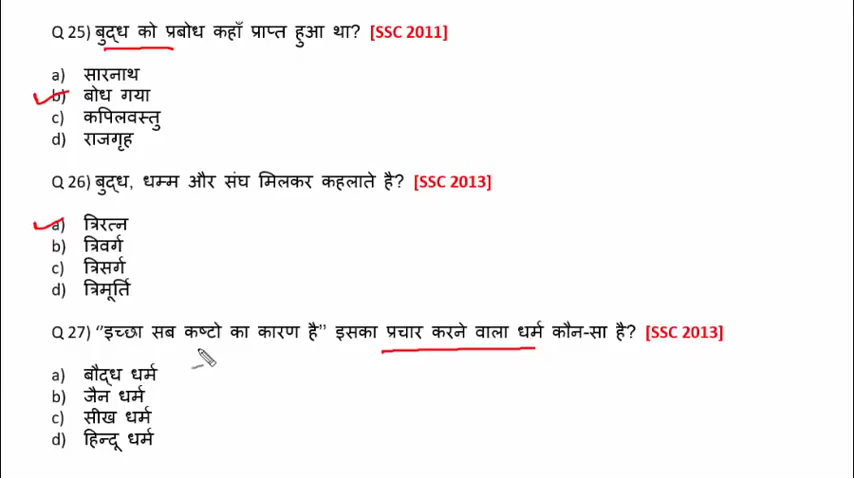 Q 25) बुद्ध को प्रबोध कहाँ प्राप्त हुआ था? [SSC 2011]
a) सारनाथ
b) बोध गया
c) कपिलवस्तु
d) राजगृह
Q 26) बुद्ध, धम्म और संघ मिलकर कहलाते है? [SSC 2013]
a) त्रिरत्न
b) त्रिवर्ग
c) त्रिसर्ग
d) त्रिमूर्ति
Q 27) “इच्छा सब कष्टो का कारण है” इसका प्रचार करने वाला धर्म कौन-सा है? [SSC 2013]
a) बौद्ध धर्म
b) जैन धर्म
c) सीख धर्म
d) हिन्दू धर्म